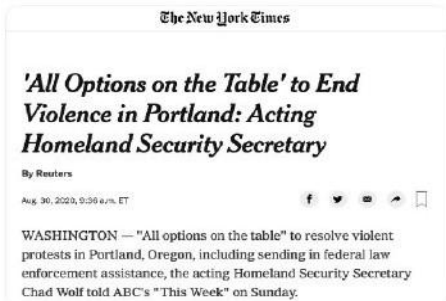 The New York Times
'All Options on the Table' to End
Violence in Portland: Acting
Homeland Security Secretary
By Reuters
Aug. 30, 2020, 9:36 a.m. ET
WASHINGTON — "All options on the table" to resolve violent
protests in Portland, Oregon, including sending in federal law
enforcement assistance, the acting Homeland Security Secretary
Chad Wolf told ABC's "This Week" on Sunday.